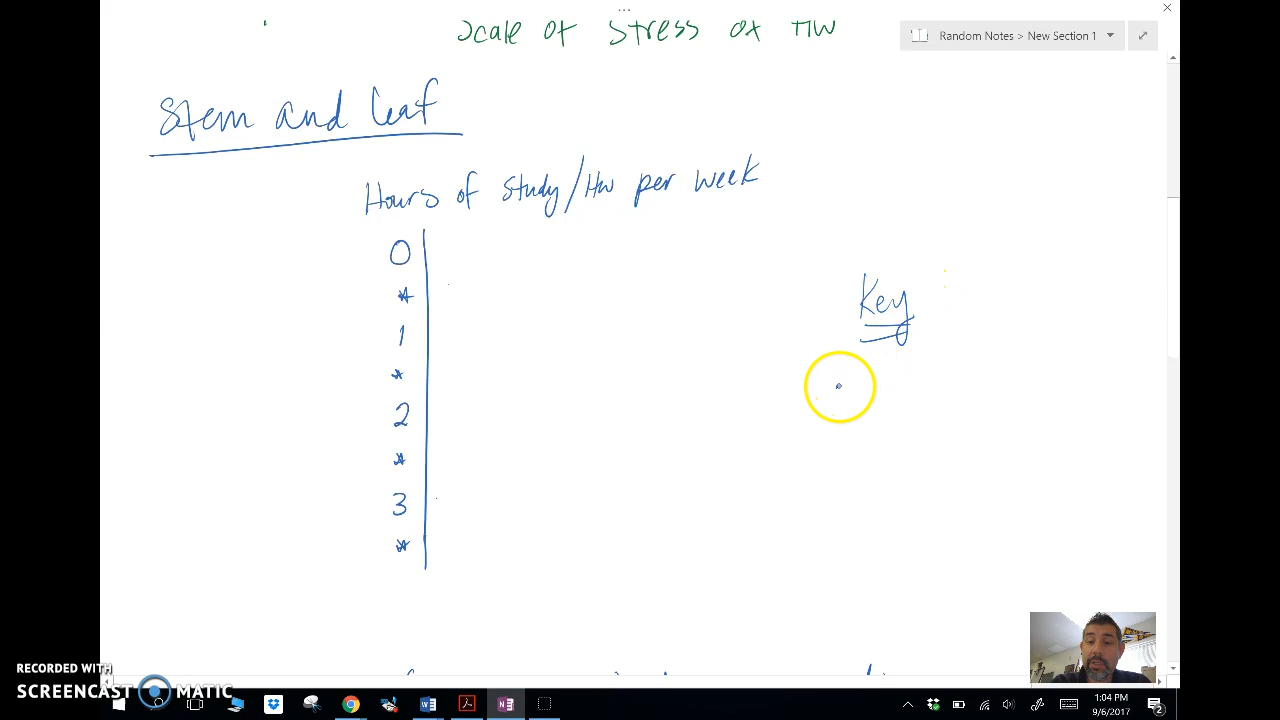 Scale of Stress of HW
Random Notes > New Section 1
Stem and leaf
Hours of study/HW per week
0
*
1
*
2
*
3
*
Key
RECORDED WITH
SCREENCAST MATIC
1:04 PM
9/6/2017
2